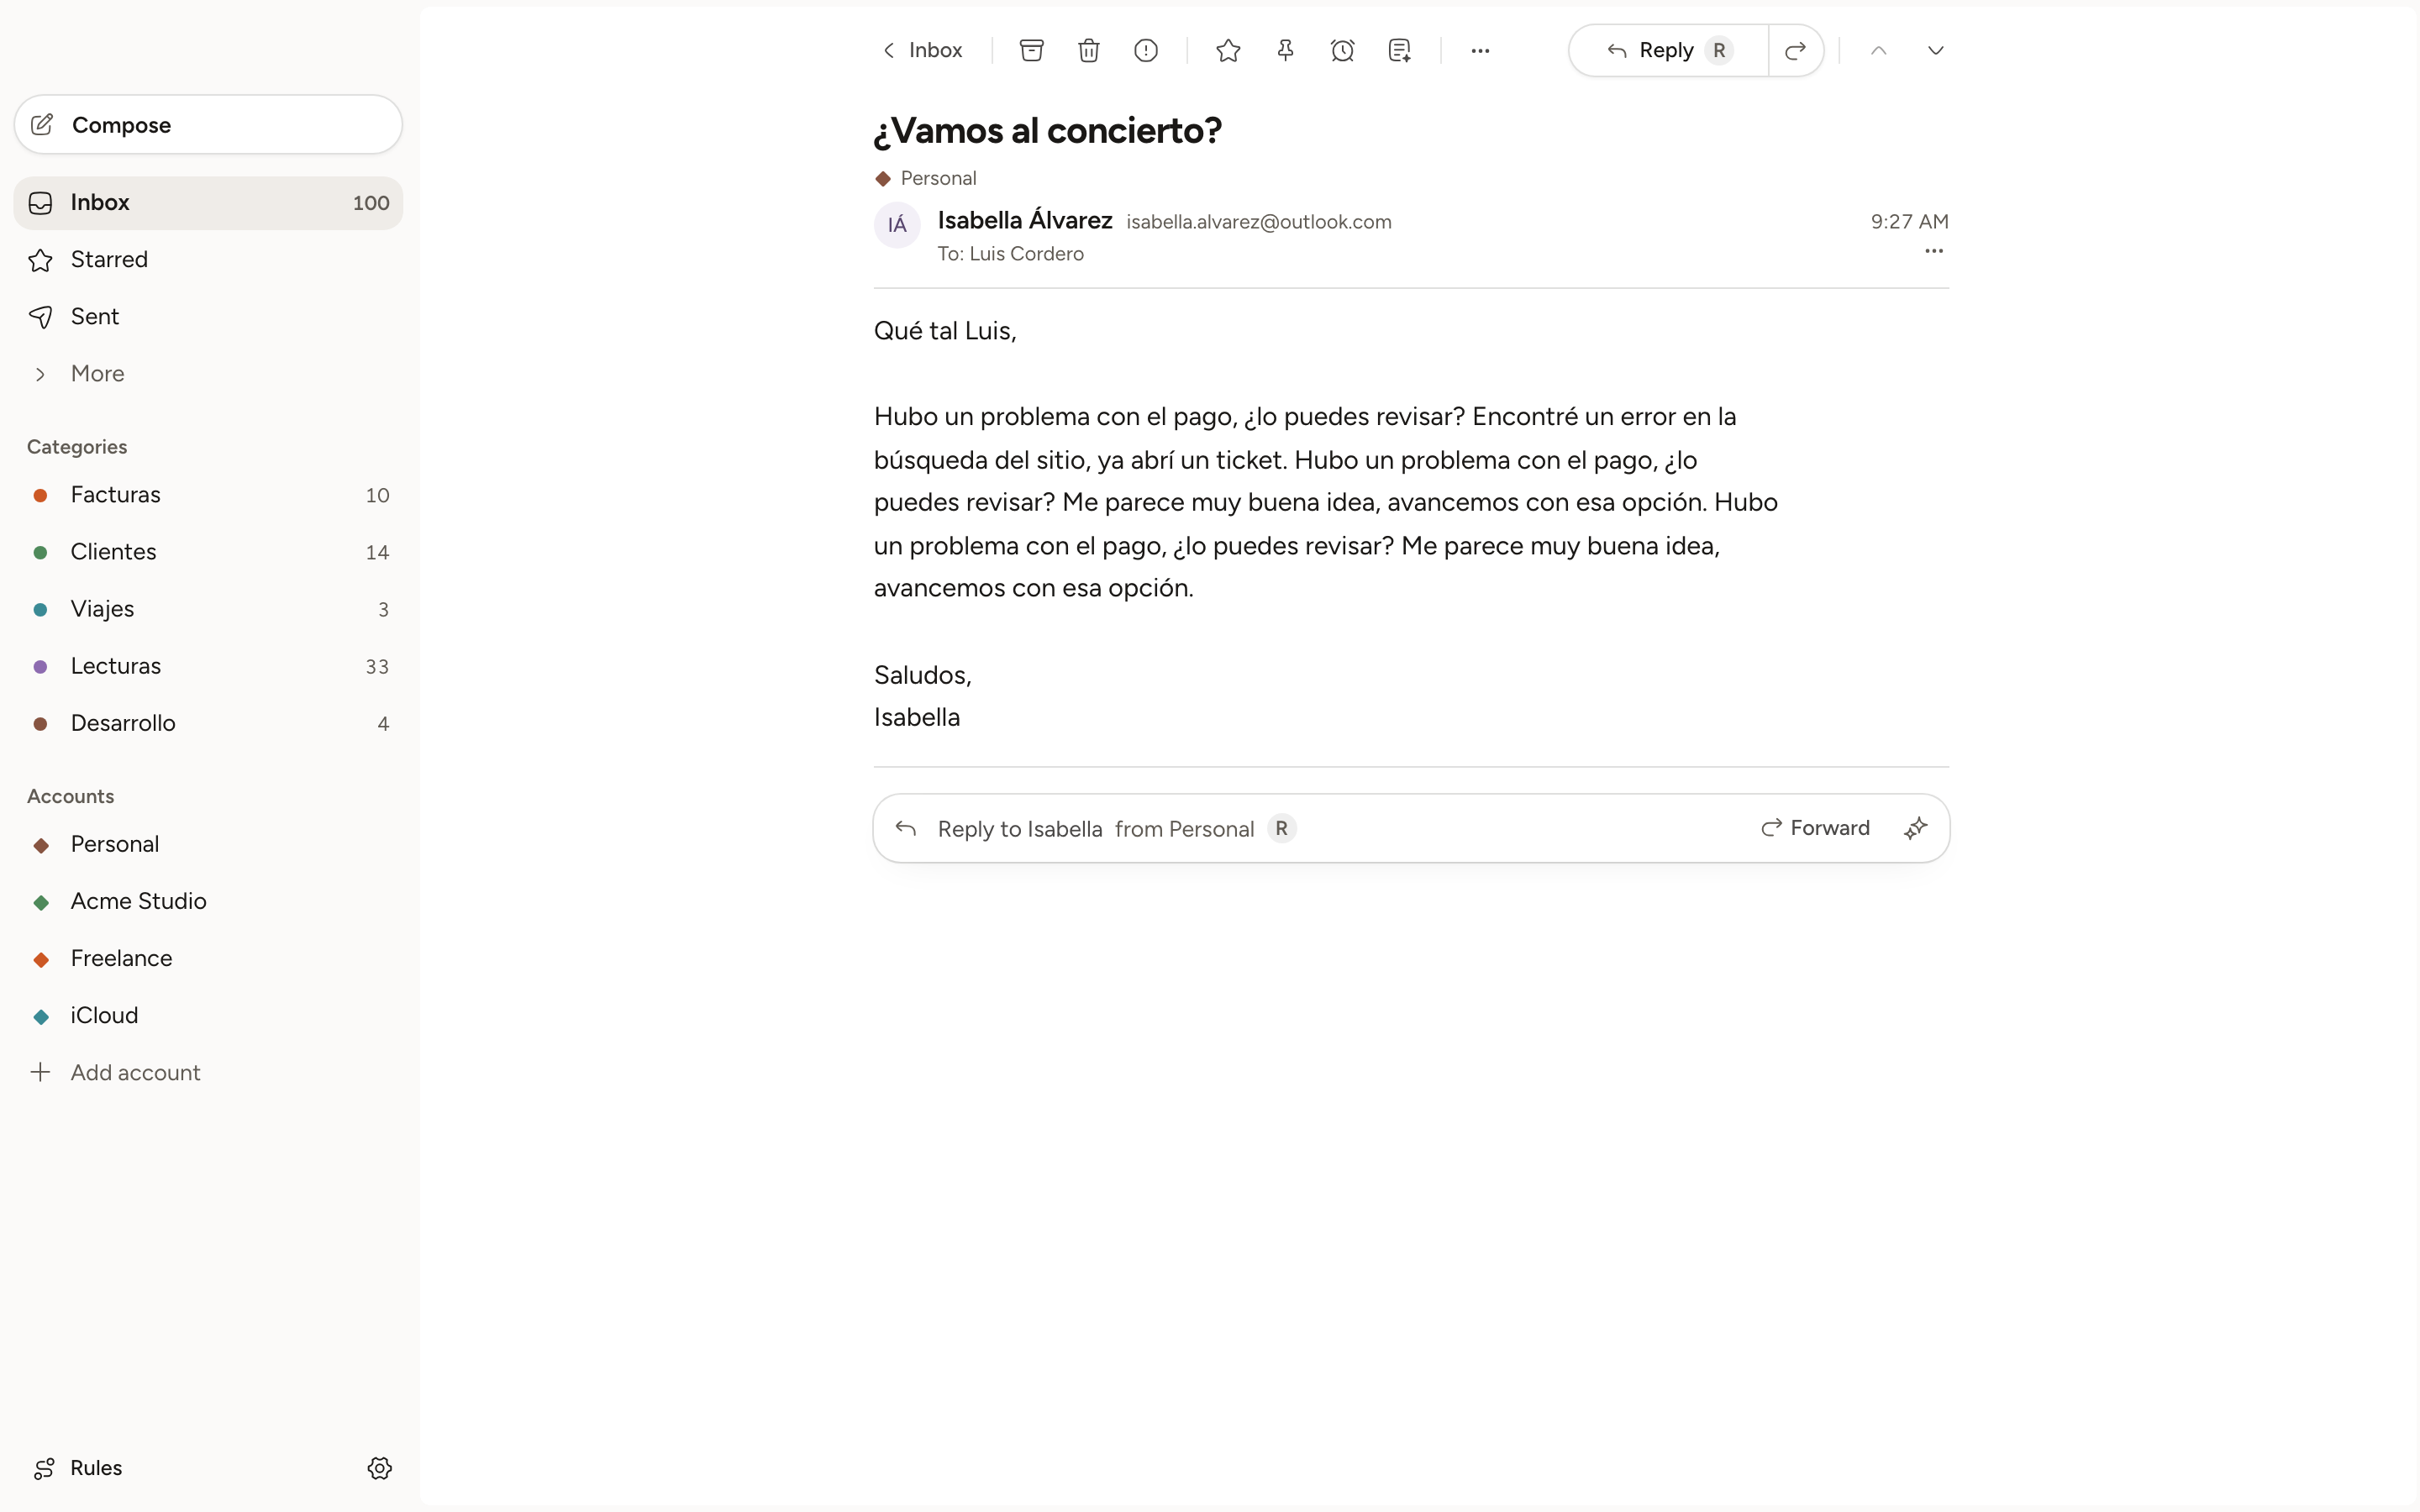 Compose
Inbox 100
Starred
Sent
More
Categories
Facturas 10
Clientes 14
Viajes 3
Lecturas 33
Desarrollo 4
Accounts
Personal
Acme Studio
Freelance
iCloud
Add account
Rules
Inbox
Reply R
¿Vamos al concierto?
Personal
IÁ
Isabella Álvarez isabella.alvarez@outlook.com 9:27 AM
To: Luis Cordero
Qué tal Luis,
Hubo un problema con el pago, ¿lo puedes revisar? Encontré un error en la
búsqueda del sitio, ya abrí un ticket. Hubo un problema con el pago, ¿lo
puedes revisar? Me parece muy buena idea, avancemos con esa opción. Hubo
un problema con el pago, ¿lo puedes revisar? Me parece muy buena idea,
avancemos con esa opción.
Saludos,
Isabella
Reply to Isabella from Personal R Forward